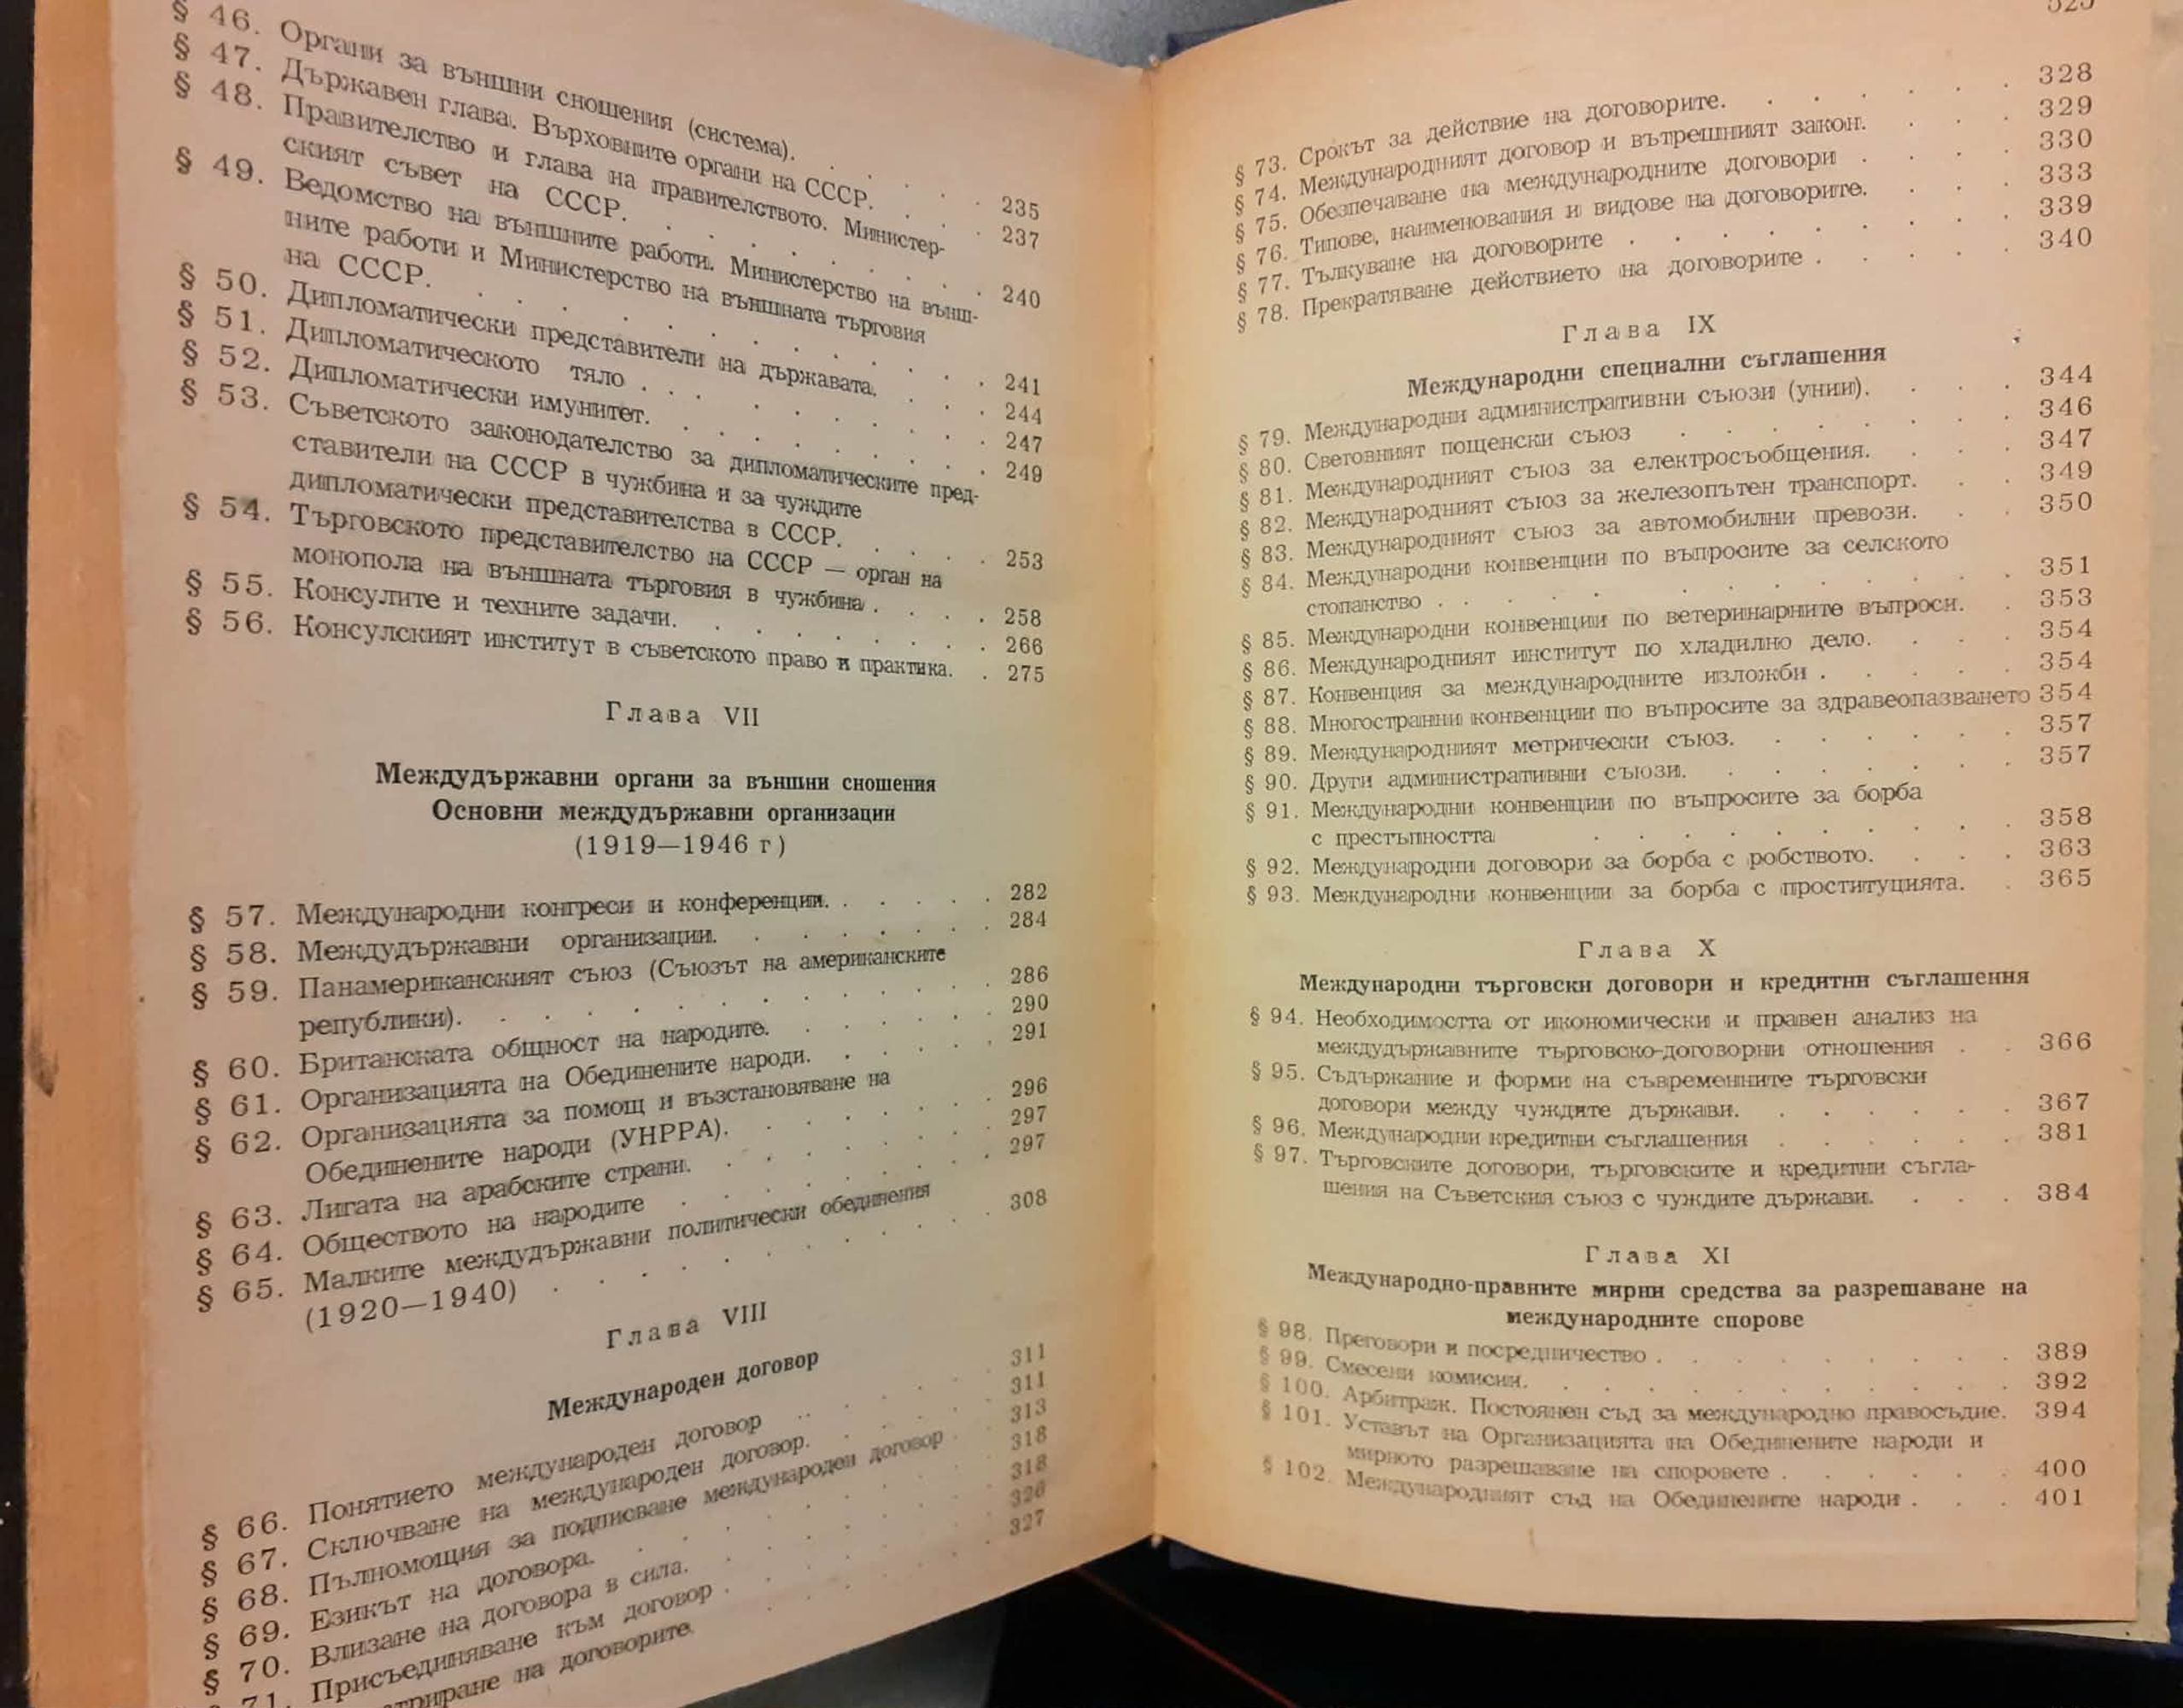 § 46. Органи за външни сношения (система). . . . . . 235
§ 47. Държавен глава. Върховните органи на СССР. . . . 237
§ 48. Правителство и глава на правителството. Министер-
ският съвет на СССР. . . . . . . . 240
§ 49. Ведомство на външните работи. Министерство на външ-
ните работи и Министерство на външната търговия
на СССР. . . . . . . . . . 241
§ 50. Дипломатически представители на държавата. . . . 244
§ 51. Дипломатическото тяло . . . . . . . . 247
§ 52. Дипломатически имунитет. . . . . . . . 249
§ 53. Съветското законодателство за дипломатическите пред-
ставители на СССР в чужбина и за чуждите
дипломатически представителства в СССР. . . . . 253
§ 54. Търговското представителство на СССР — орган на
монопола на външната търговия в чужбина . . . . 258
§ 55. Консулите и техните задачи. . . . . . . . 266
§ 56. Консулският институт в съветското право и практика. . 275
Глава VII
Междудържавни органи за външни сношения
Основни междудържавни организации
(1919—1946 г)
§ 57. Международни конгреси и конференции. . . . . . 282
§ 58. Междудържавни организации. . . . . . . 284
§ 59. Панамериканският съюз (Съюзът на американските
републики). . . . . . . . . . 286
§ 60. Британската общност на народите. . . . . . 290
§ 61. Организацията на Обединените народи. . . . . 291
§ 62. Организацията за помощ и възстановяване на
Обединените народи (УНРРА). . . . . . . 296
§ 63. Лигата на арабските страни. . . . . . . 297
§ 64. Обществото на народите . . . . . . . 297
§ 65. Малките междудържавни политически обединения
(1920—1940) . . . . . . . . 308
Глава VIII
Международен договор
§ 66. Понятието международен договор . . . . . 311
§ 67. Сключване на международен договор. . . . . 311
§ 68. Пълномощия за подписване международен договор . . 313
§ 69. Езикът на договора. . . . . . . . 318
§ 70. Влизане на договора в сила. . . . . . . 318
71. Присъединяване към договор . . . . . . 326
на договорите. . . . . . 327
§ 73. Срокът за действие на договорите. . . . . . . 328
§ 74. Международният договор и вътрешният закон. . . . 329
§ 75. Обезпечаване на международните договори . . . . 330
§ 76. Типове, наименования и видове на договорите. . . . 333
§ 77. Тълкуване на договорите . . . . . . . . 339
§ 78. Прекратяване действието на договорите . . . . . 340
Глава IX
Международни специални съглашения
§ 79. Международни административни съюзи (унии). . . . 344
§ 80. Световният пощенски съюз . . . . . . . 346
§ 81. Международният съюз за електросъобщения. . . . 347
§ 82. Международният съюз за железопътен транспорт. . . 349
§ 83. Международният съюз за автомобилни превози. . . 350
§ 84. Международни конвенции по въпросите за селското
стопанство . . . . . . . . . . 351
§ 85. Международни конвенции по ветеринарните въпроси. . 353
§ 86. Международният институт по хладилно дело. . . . 354
§ 87. Конвенция за международните изложби . . . . . 354
§ 88. Многостранни конвенции по въпросите за здравеопазването 354
§ 89. Международният метрически съюз. . . . . . 357
§ 90. Други административни съюзи. . . . . . . 357
§ 91. Международни конвенции по въпросите за борба
с престъпността . . . . . . . . 358
§ 92. Международни договори за борба с робството. . . . 363
§ 93. Международни конвенции за борба с проституцията. . 365
Глава X
Международни търговски договори и кредитни съглашения
§ 94. Необходимостта от икономически и правен анализ на
междудържавните търговско-договорни отношения . . 366
§ 95. Съдържание и форми на съвременните търговски
договори между чуждите държави. . . . . . 367
§ 96. Международни кредитни съглашения . . . . . . 381
§ 97. Търговските договори, търговските и кредитни съгла-
шения на Съветския съюз с чуждите държави. . . . 384
Глава XI
Международно-правните мирни средства за разрешаване на
международните спорове
§ 98. Преговори и посредничество . . . . . . . . 389
§ 99. Смесени комисии. . . . . . . . . . 392
§ 100. Арбитраж. Постоянен съд за международно правосъдие. 394
§ 101. Уставът на Организацията на Обединените народи и
мирното разрешаване на споровете . . . . . . 400
§ 102. Международният съд на Обединените народи . . . 401